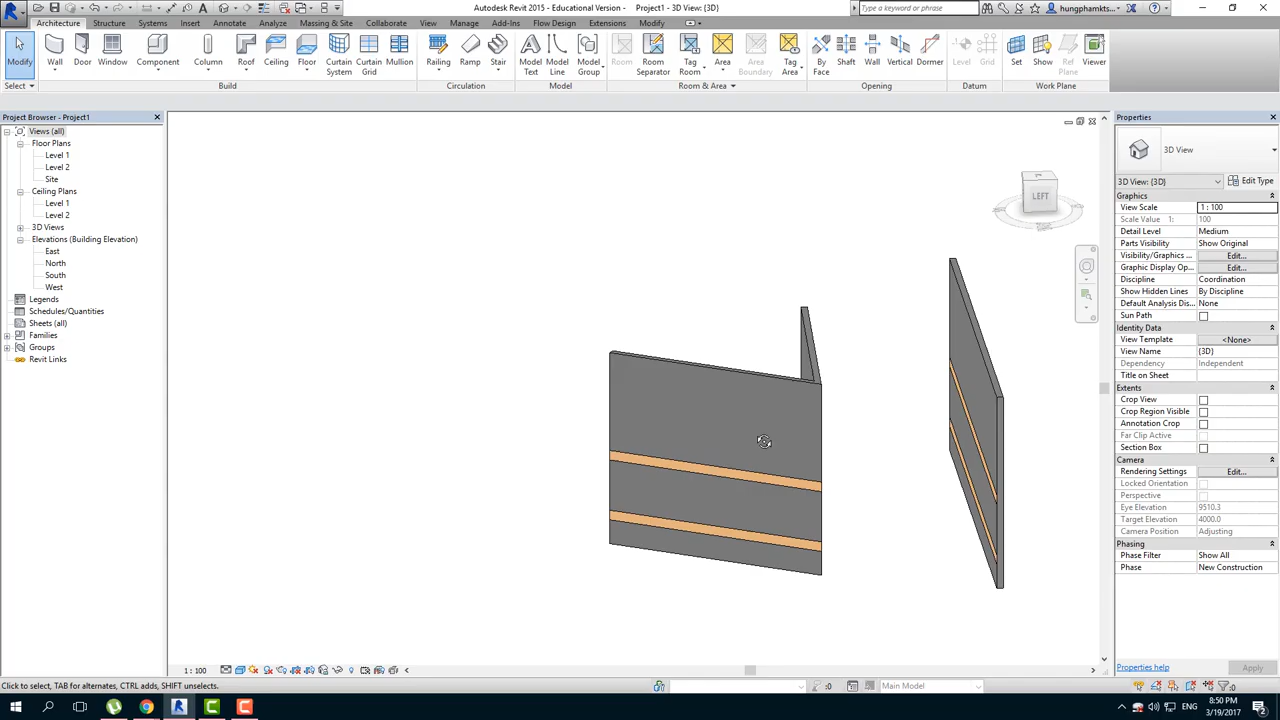 Autodesk Revit 2015 - Educational Version - Project1 - 3D View: {3D}
Type a keyword or phrase
hungphamkts...
Architecture Structure Systems Insert Annotate Analyze Massing & Site Collaborate View Manage Add-Ins Flow Design Extensions Modify
Modify Wall Door Window Component Column Roof Ceiling Floor Curtain System Curtain Grid Mullion Railing Ramp Stair Model Text Model Line Model Group Room Room Separator Tag Room Area Area Boundary Tag Area By Face Shaft Wall Vertical Dormer Level Grid Set Show Ref Plane Viewer
Select Build Circulation Model Room & Area Opening Datum Work Plane
Project Browser - Project1
Views (all)
Floor Plans
Level 1
Level 2
Site
Ceiling Plans
Level 1
Level 2
3D Views
Elevations (Building Elevation)
East
North
South
West
Legends
Schedules/Quantities
Sheets (all)
Families
Groups
Revit Links
LEFT
Properties
3D View
3D View: {3D} Edit Type
Graphics
View Scale 1 : 100
Scale Value 1: 100
Detail Level Medium
Parts Visibility Show Original
Visibility/Graphics ... Edit...
Graphic Display Op... Edit...
Discipline Coordination
Show Hidden Lines By Discipline
Default Analysis Dis... None
Sun Path
Identity Data
View Template <None>
View Name {3D}
Dependency Independent
Title on Sheet
Extents
Crop View
Crop Region Visible
Annotation Crop
Far Clip Active
Section Box
Camera
Rendering Settings Edit...
Locked Orientation
Perspective
Eye Elevation 9510.3
Target Elevation 4000.0
Camera Position Adjusting
Phasing
Phase Filter Show All
Phase New Construction
Properties help Apply
1 : 100
Click to select, TAB for alternates, CTRL adds, SHIFT unselects.
:0
Main Model
:0
ENG
8:50 PM
3/19/2017